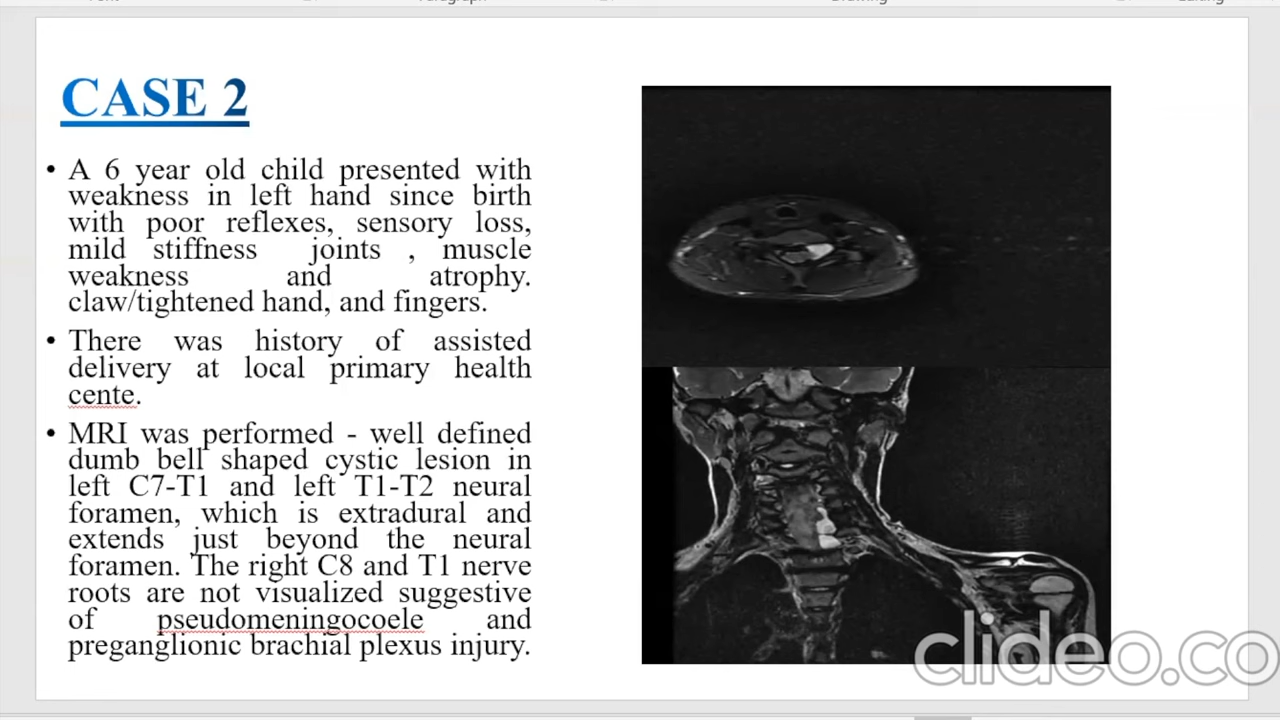 CASE 2
• A 6 year old child presented with
weakness in left hand since birth
with poor reflexes, sensory loss,
mild stiffness joints , muscle
weakness and atrophy.
claw/tightened hand, and fingers.
• There was history of assisted
delivery at local primary health
cente.
• MRI was performed - well defined
dumb bell shaped cystic lesion in
left C7-T1 and left T1-T2 neural
foramen, which is extradural and
extends just beyond the neural
foramen. The right C8 and T1 nerve
roots are not visualized suggestive
of pseudomeningocoele and
preganglionic brachial plexus injury.
clideo.co